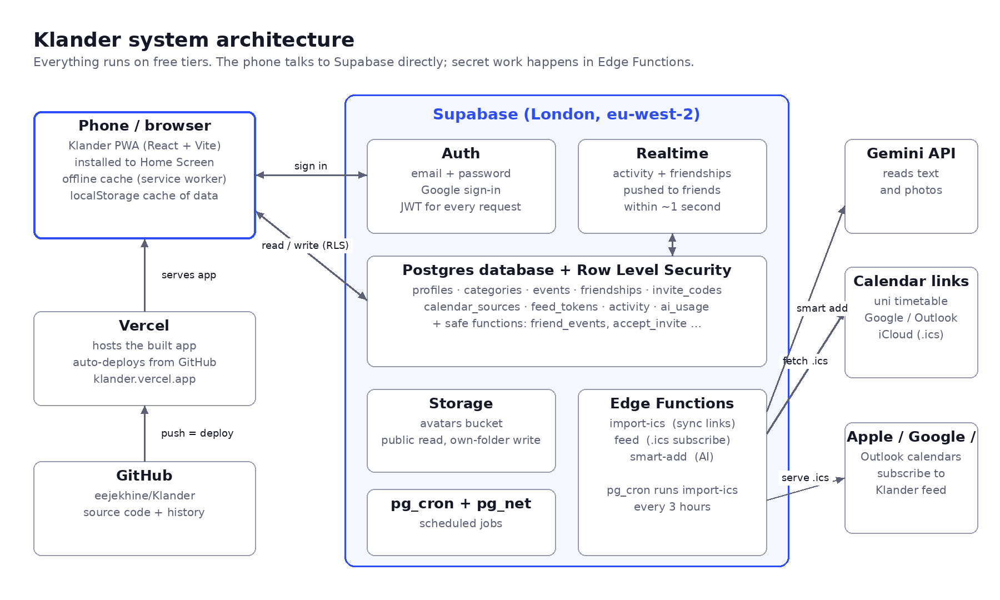 Klander system architecture
Everything runs on free tiers. The phone talks to Supabase directly; secret work happens in Edge Functions.
Phone / browser
Klander PWA (React + Vite)
installed to Home Screen
offline cache (service worker)
localStorage cache of data
serves app
Vercel
hosts the built app
auto-deploys from GitHub
klander.vercel.app
push = deploy
GitHub
eejekhine/Klander
source code + history
sign in
read / write (RLS)
Supabase (London, eu-west-2)
Auth
email + password
Google sign-in
JWT for every request
Realtime
activity + friendships
pushed to friends
within ~1 second
Postgres database + Row Level Security
profiles · categories · events · friendships · invite_codes
calendar_sources · feed_tokens · activity · ai_usage
+ safe functions: friend_events, accept_invite ...
Storage
avatars bucket
public read, own-folder write
pg_cron + pg_net
scheduled jobs
Edge Functions
import-ics  (sync links)
feed  (.ics subscribe)
smart-add  (AI)
pg_cron runs import-ics
every 3 hours
smart add
fetch .ics
serve .ics
Gemini API
reads text
and photos
Calendar links
uni timetable
Google / Outlook
iCloud (.ics)
Apple / Google /
Outlook calendars
subscribe to
Klander feed